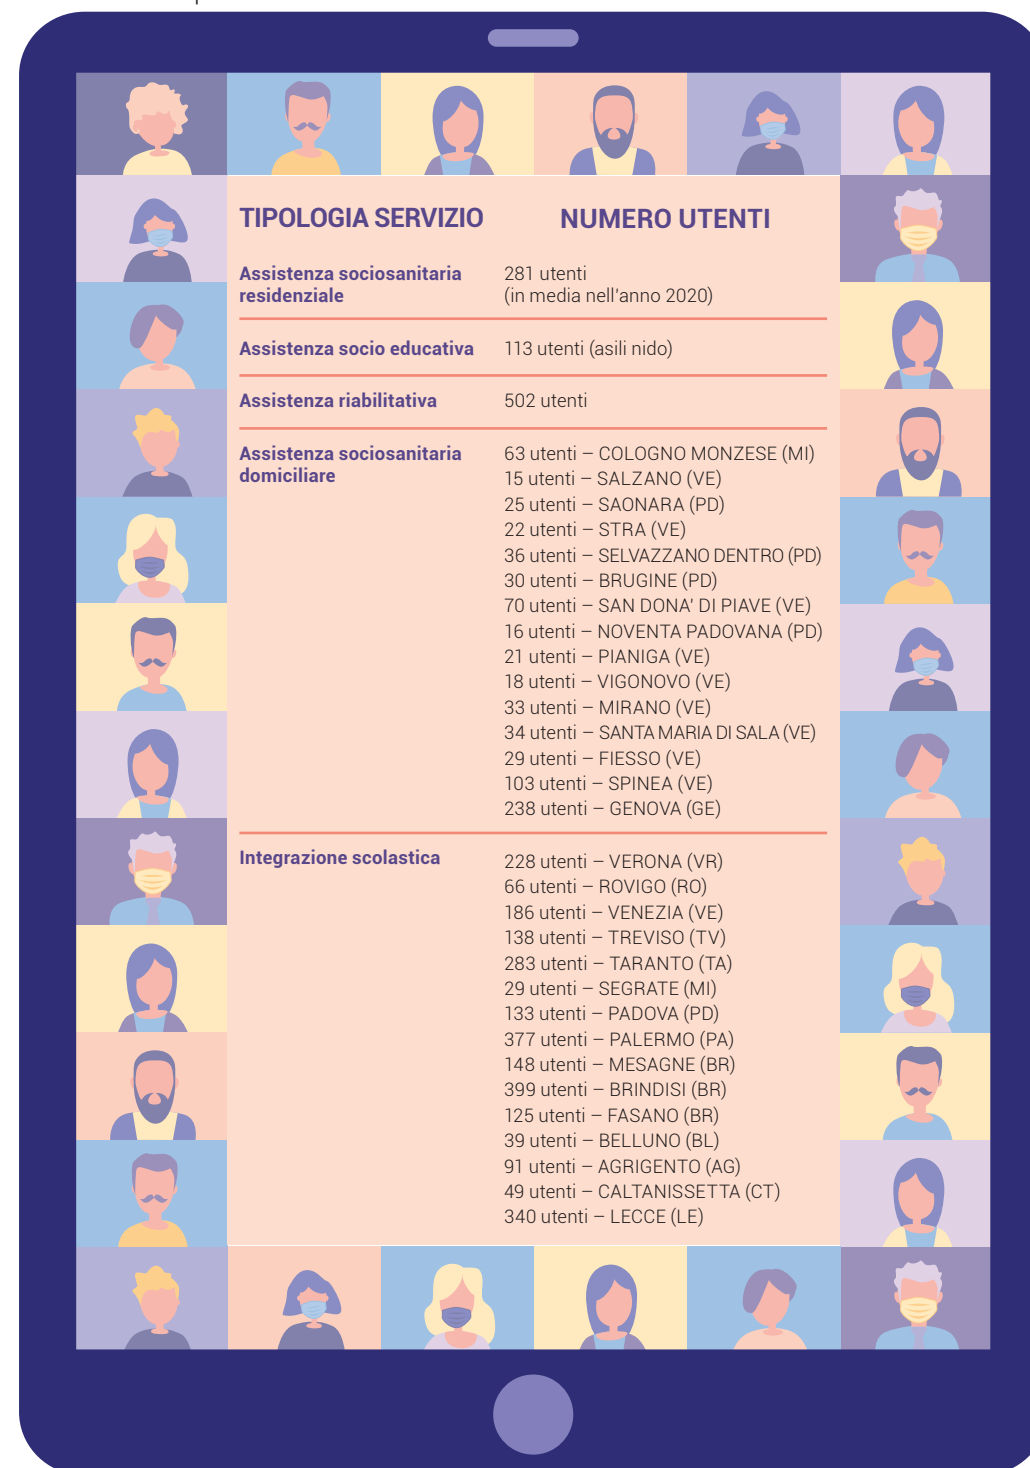 TIPOLOGIA SERVIZIO NUMERO UTENTI
Assistenza sociosanitaria residenziale 281 utenti
(in media nell'anno 2020)
Assistenza socio educativa 113 utenti (asili nido)
Assistenza riabilitativa 502 utenti
Assistenza sociosanitaria domiciliare
63 utenti – COLOGNO MONZESE (MI)
15 utenti – SALZANO (VE)
25 utenti – SAONARA (PD)
22 utenti – STRA (VE)
36 utenti – SELVAZZANO DENTRO (PD)
30 utenti – BRUGINE (PD)
70 utenti – SAN DONA' DI PIAVE (VE)
16 utenti – NOVENTA PADOVANA (PD)
21 utenti – PIANIGA (VE)
18 utenti – VIGONOVO (VE)
33 utenti – MIRANO (VE)
34 utenti – SANTA MARIA DI SALA (VE)
29 utenti – FIESSO (VE)
103 utenti – SPINEA (VE)
238 utenti – GENOVA (GE)
Integrazione scolastica
228 utenti – VERONA (VR)
66 utenti – ROVIGO (RO)
186 utenti – VENEZIA (VE)
138 utenti – TREVISO (TV)
283 utenti – TARANTO (TA)
29 utenti – SEGRATE (MI)
133 utenti – PADOVA (PD)
377 utenti – PALERMO (PA)
148 utenti – MESAGNE (BR)
399 utenti – BRINDISI (BR)
125 utenti – FASANO (BR)
39 utenti – BELLUNO (BL)
91 utenti – AGRIGENTO (AG)
49 utenti – CALTANISSETTA (CT)
340 utenti – LECCE (LE)